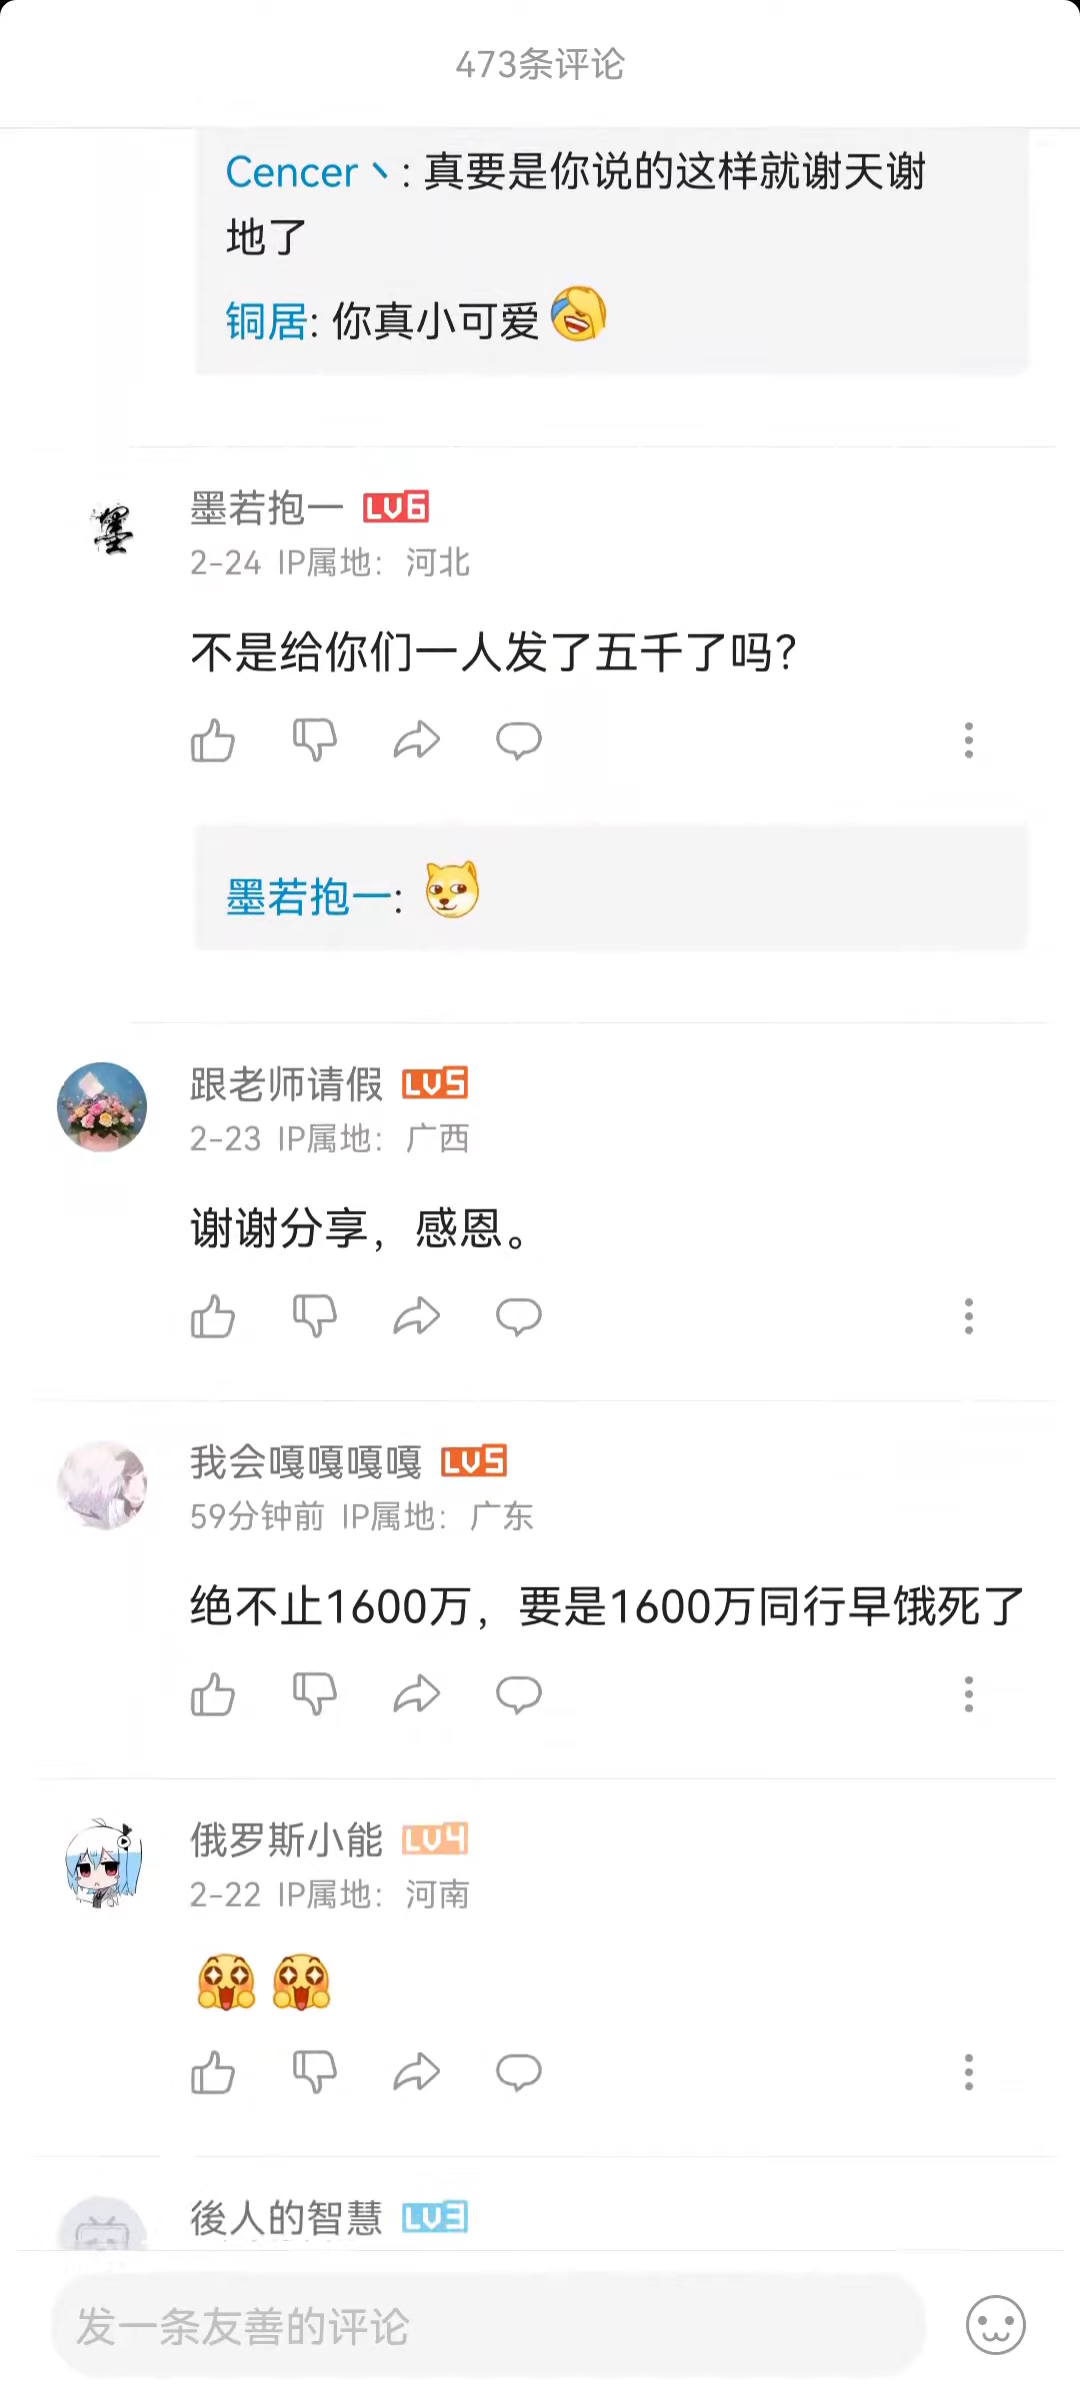 473条评论
Cencer丶: 真要是你说的这样就谢天谢
地了
铜居: 你真小可爱
墨若抱一 LV6
2-24 IP属地：河北
不是给你们一人发了五千了吗？
墨若抱一:
跟老师请假 LV5
2-23 IP属地：广西
谢谢分享，感恩。
我会嘎嘎嘎嘎 LV5
59分钟前 IP属地：广东
绝不止1600万，要是1600万同行早饿死了
俄罗斯小能 LV4
2-22 IP属地：河南
後人的智慧 LV3
发一条友善的评论